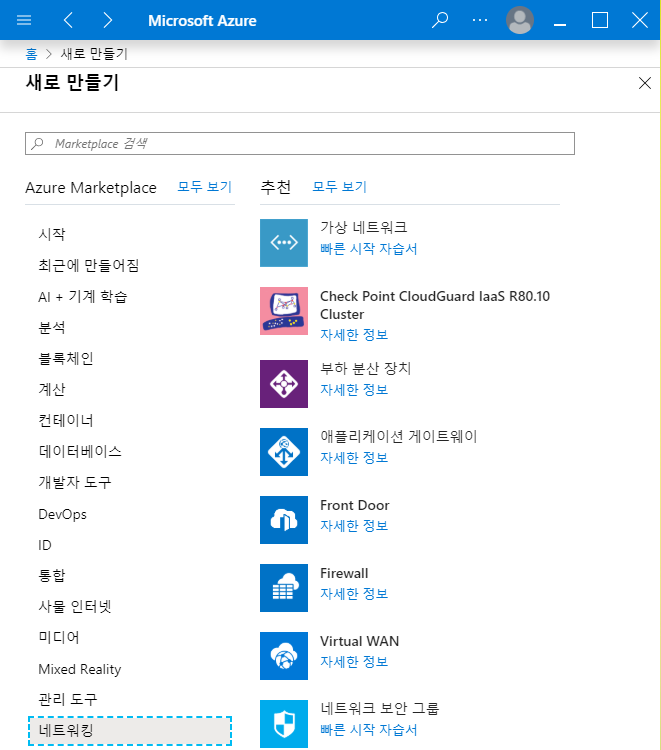 Microsoft Azure
홈 > 새로 만들기
새로 만들기
Marketplace 검색
Azure Marketplace 모두 보기
시작
최근에 만들어짐
AI + 기계 학습
분석
블록체인
계산
컨테이너
데이터베이스
개발자 도구
DevOps
ID
통합
사물 인터넷
미디어
Mixed Reality
관리 도구
네트워킹
추천 모두 보기
가상 네트워크
빠른 시작 자습서
Check Point CloudGuard IaaS R80.10
Cluster
자세한 정보
부하 분산 장치
자세한 정보
애플리케이션 게이트웨이
자세한 정보
Front Door
자세한 정보
Firewall
자세한 정보
Virtual WAN
자세한 정보
네트워크 보안 그룹
빠른 시작 자습서